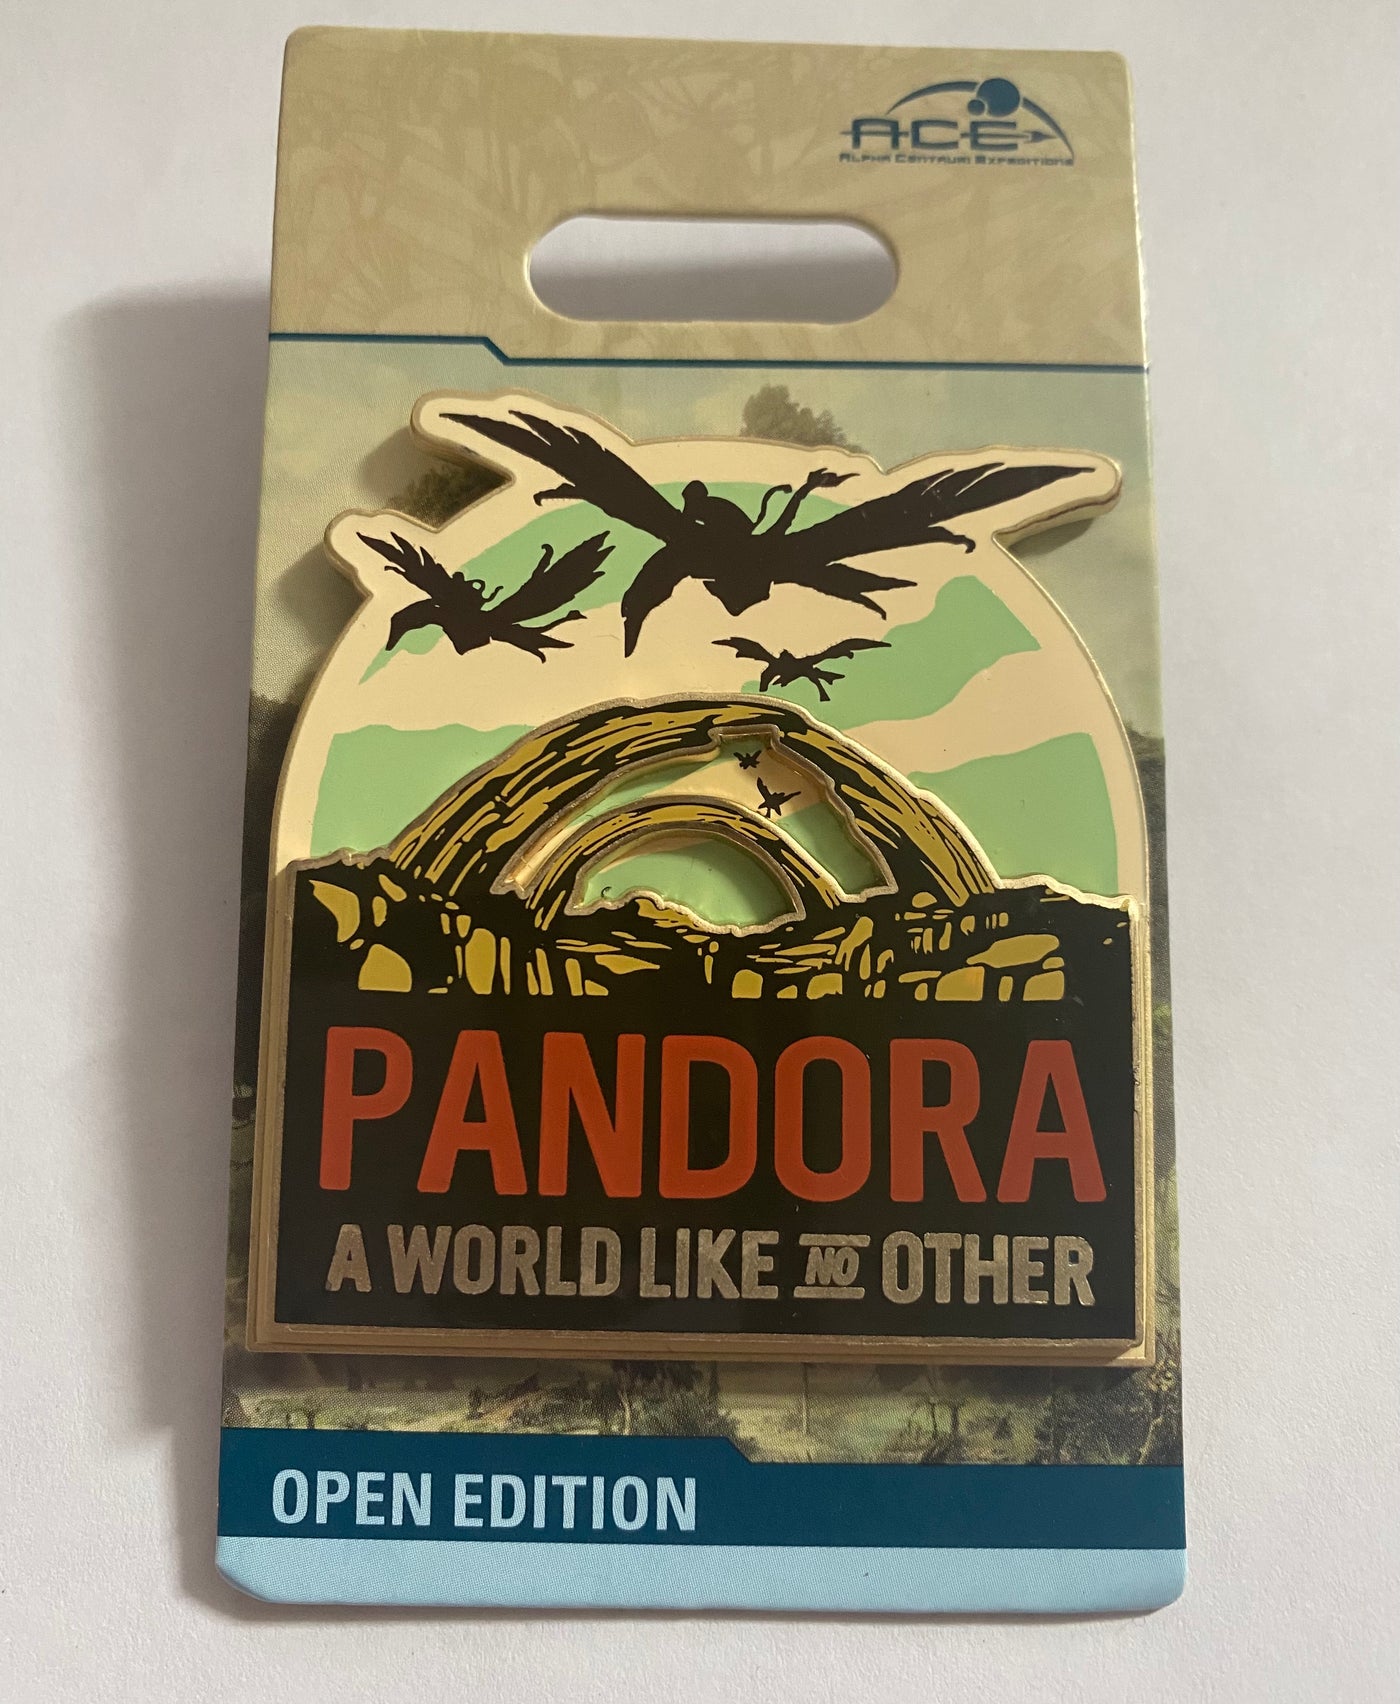 ACE
ALPHA CENTAURI EXPEDITIONS
PANDORA
A WORLD LIKE NO OTHER
OPEN EDITION